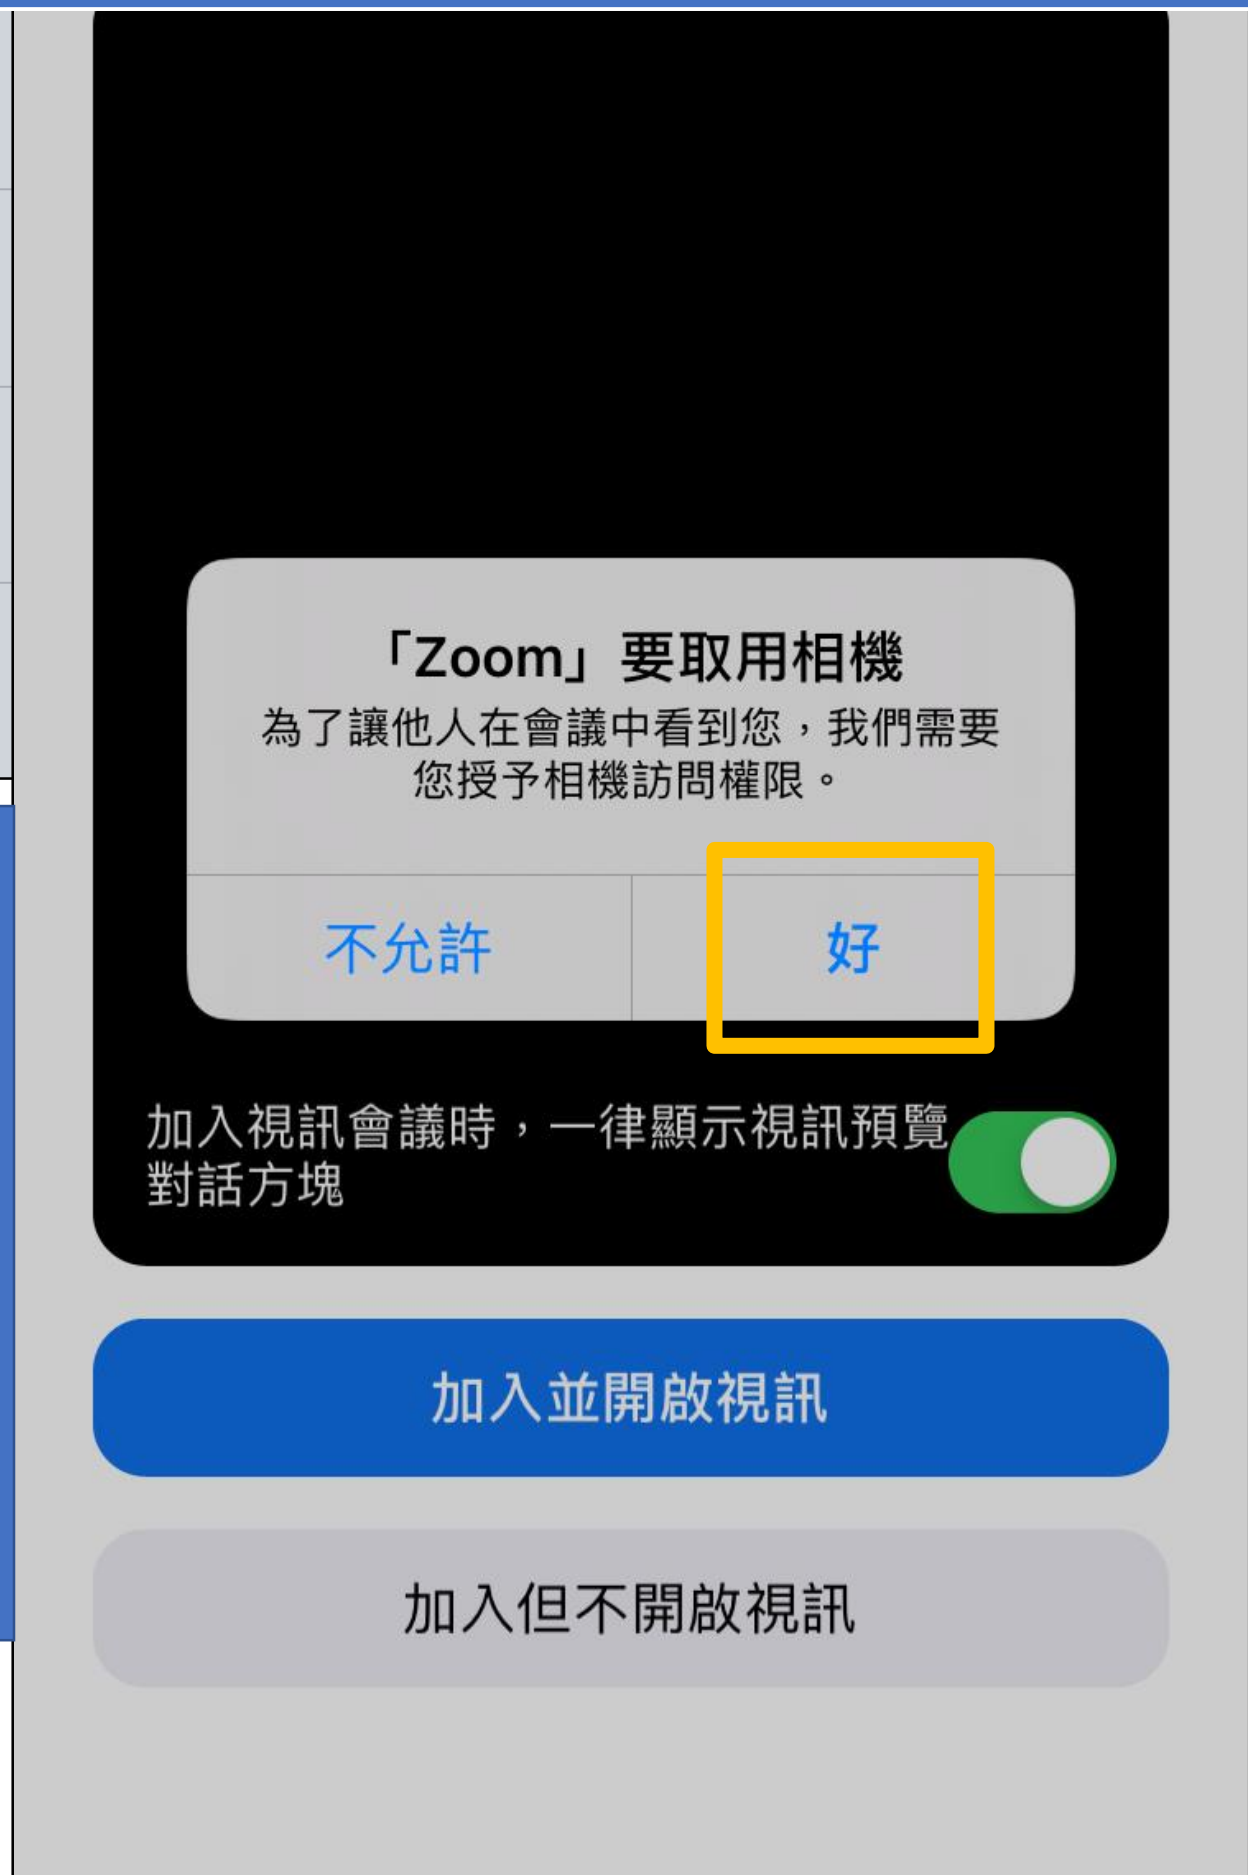 「Zoom」要取用相機
為了讓他人在會議中看到您，我們需要
您授予相機訪問權限。
不允許
好
加入視訊會議時，一律顯示視訊預覽
對話方塊
加入並開啟視訊
加入但不開啟視訊